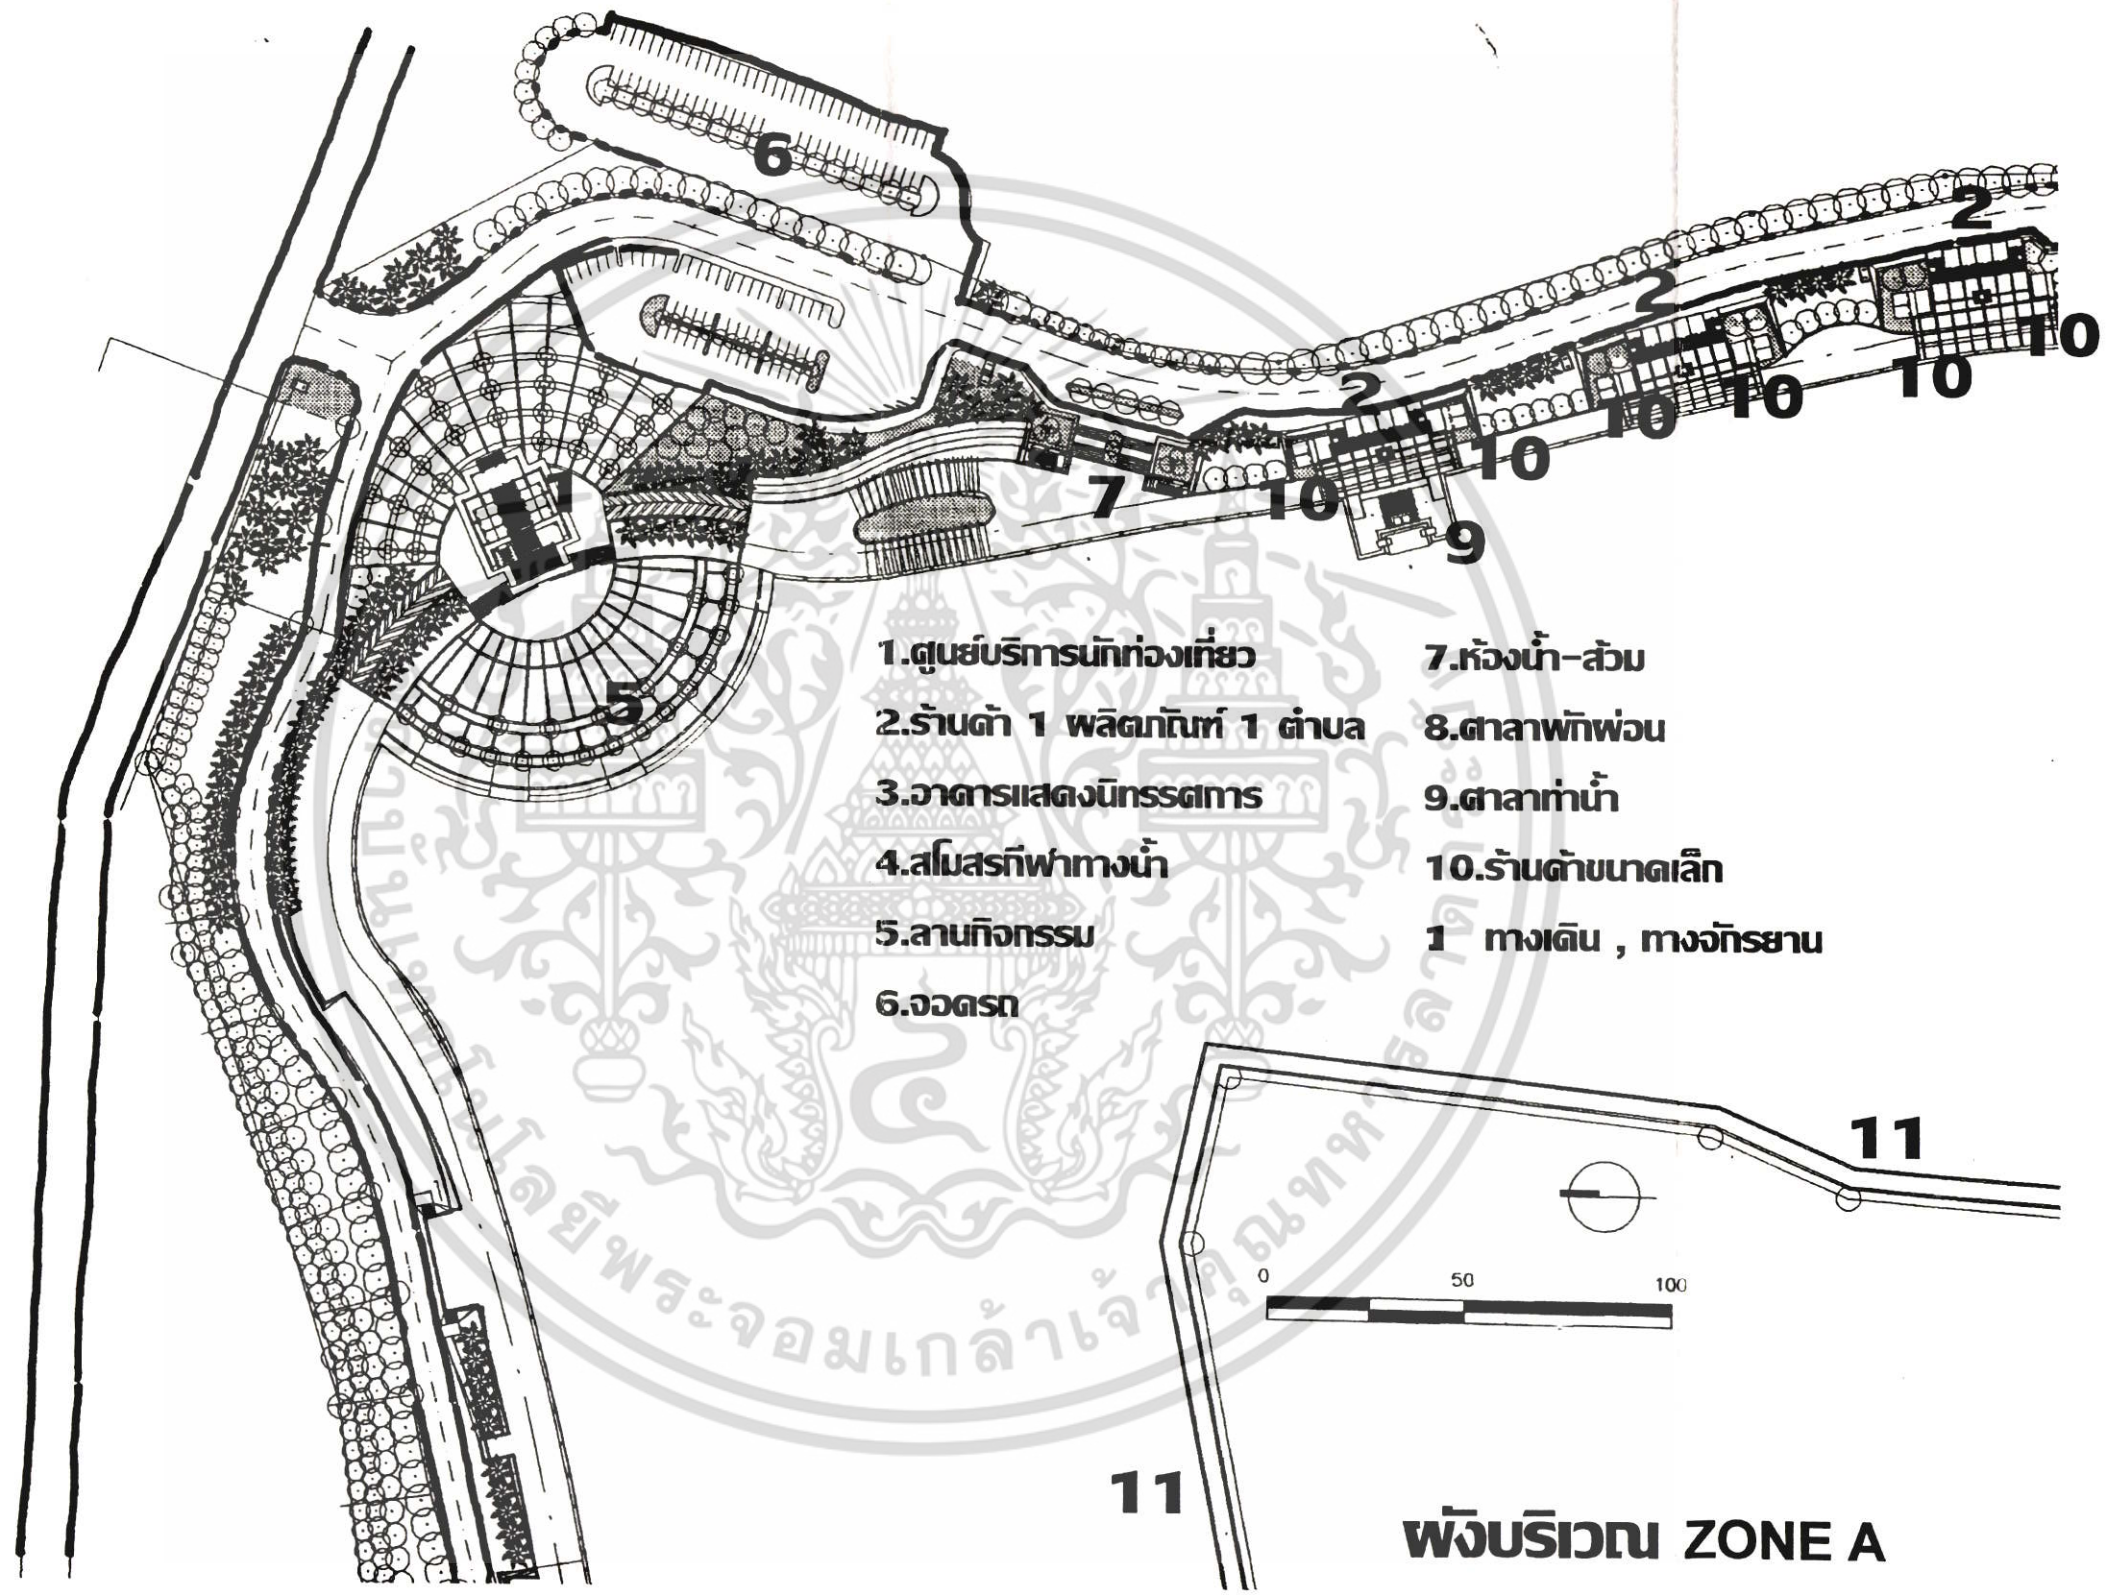 6
2
2
10
2
10
10
10
1
10
7
10
9
1.ศูนย์บริการนักท่องเที่ยว
7.ห้องน้ำ-ส้วม
5
2.ร้านค้า 1 ผลิตภัณฑ์ 1 ตำบล
8.ศาลาพักผ่อน
3.อาคารแสดงนิทรรศการ
9.ศาลาท่าน้ำ
4.สโมสรกีฬาทางน้ำ
10.ร้านค้าขนาดเล็ก
5.ลานกิจกรรม
1 ทางเดิน , ทางจักรยาน
6.จอดรถ
11
0 50 100
11
ผังบริเวณ ZONE A